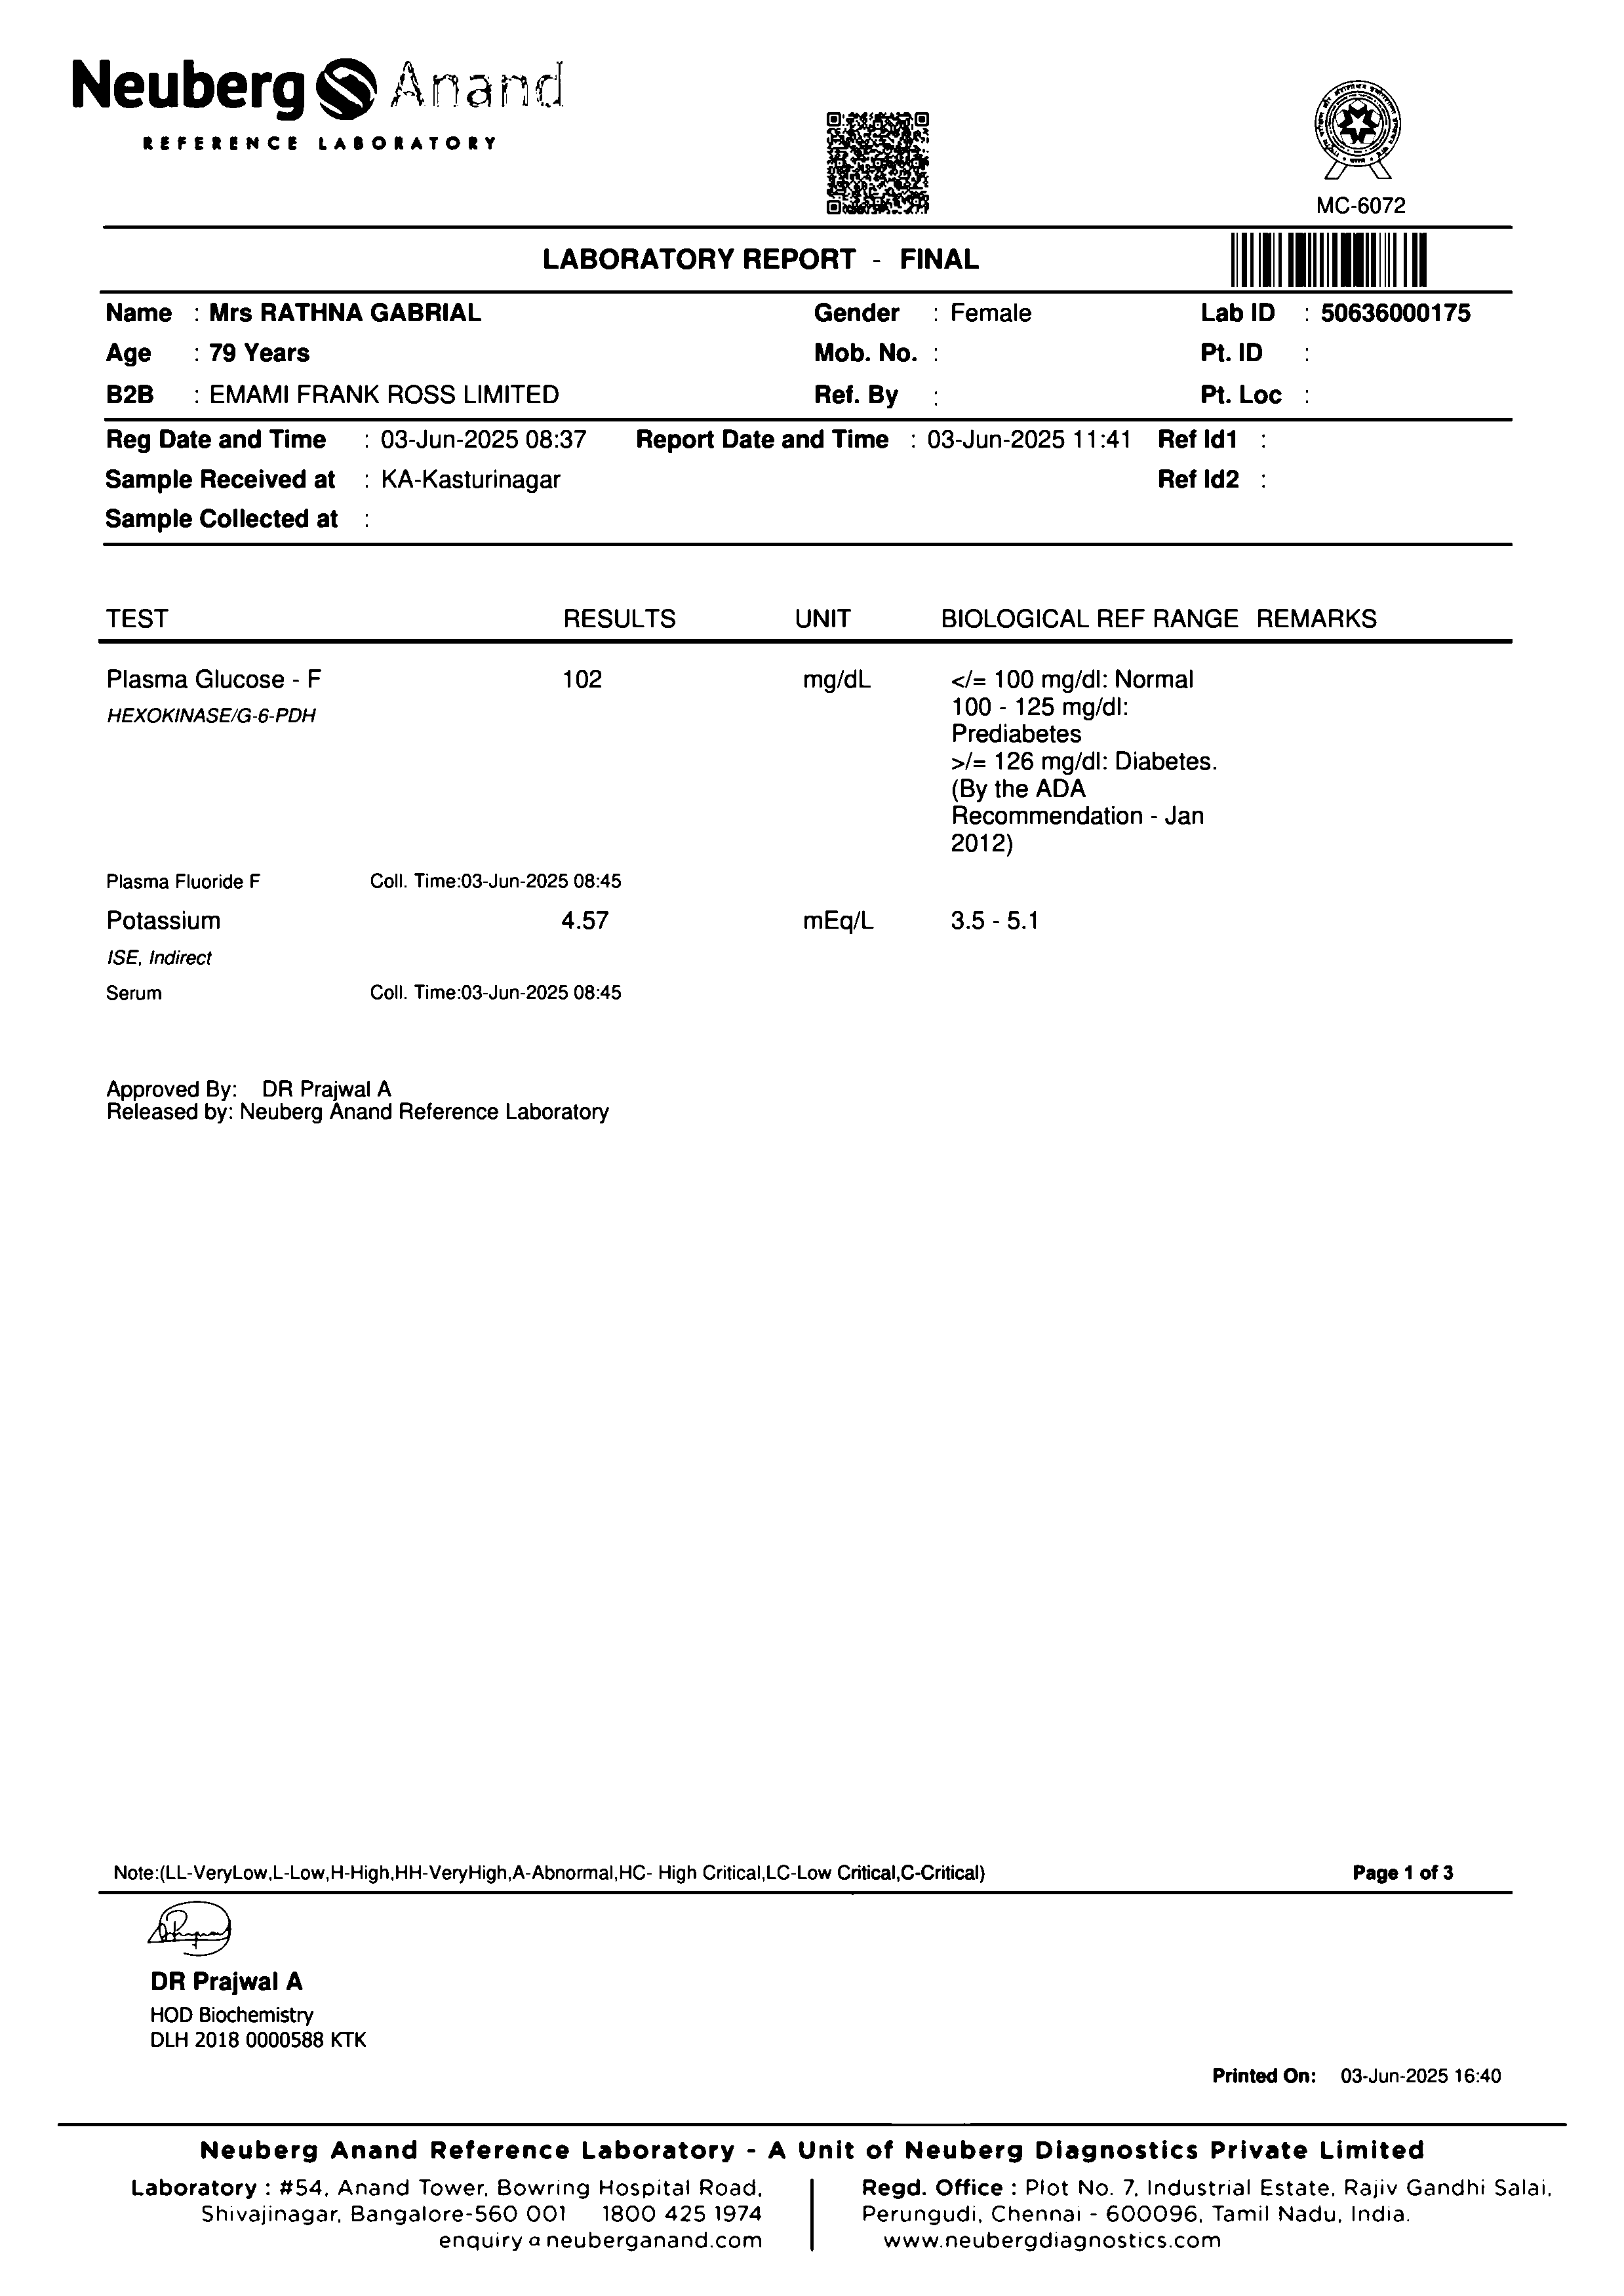 Neuberg Anand
REFERENCE LABORATORY
MC-6072
LABORATORY REPORT - FINAL
Name : Mrs RATHNA GABRIAL Gender : Female Lab ID : 50636000175
Age : 79 Years Mob. No. : Pt. ID :
B2B : EMAMI FRANK ROSS LIMITED Ref. By : Pt. Loc :
Reg Date and Time : 03-Jun-2025 08:37 Report Date and Time : 03-Jun-2025 11:41 Ref Id1 :
Sample Received at : KA-Kasturinagar Ref Id2 :
Sample Collected at :
TEST RESULTS UNIT BIOLOGICAL REF RANGE REMARKS
Plasma Glucose - F 102 mg/dL </= 100 mg/dl: Normal
HEXOKINASE/G-6-PDH 100 - 125 mg/dl:
Prediabetes
>/= 126 mg/dl: Diabetes.
(By the ADA
Recommendation - Jan
2012)
Plasma Fluoride F Coll. Time:03-Jun-2025 08:45
Potassium 4.57 mEq/L 3.5 - 5.1
ISE, Indirect
Serum Coll. Time:03-Jun-2025 08:45
Approved By: DR Prajwal A
Released by: Neuberg Anand Reference Laboratory
Note:(LL-VeryLow,L-Low,H-High,HH-VeryHigh,A-Abnormal,HC- High Critical,LC-Low Critical,C-Critical) Page 1 of 3
DR Prajwal A
HOD Biochemistry
DLH 2018 0000588 KTK
Printed On: 03-Jun-2025 16:40
Neuberg Anand Reference Laboratory - A Unit of Neuberg Diagnostics Private Limited
Laboratory : #54, Anand Tower, Bowring Hospital Road,
Shivajinagar, Bangalore-560 001 1800 425 1974
enquiry@neuberganand.com
Regd. Office : Plot No. 7, Industrial Estate, Rajiv Gandhi Salai,
Perungudi, Chennai - 600096, Tamil Nadu, India.
www.neubergdiagnostics.com